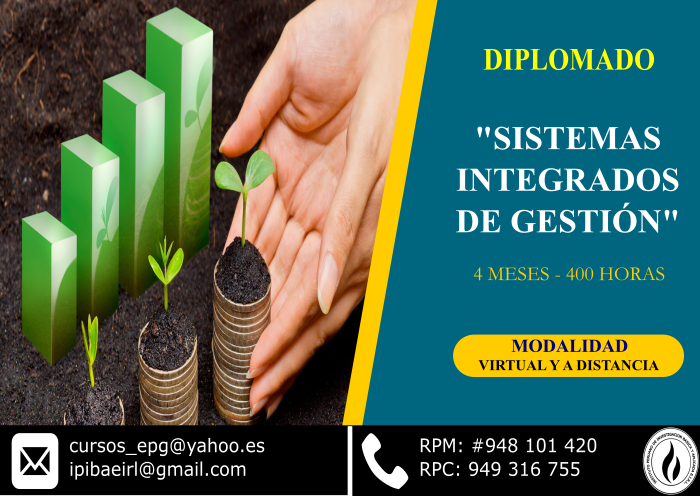 DIPLOMADO
"SISTEMAS
INTEGRADOS
DE GESTIÓN"
4 MESES - 400 HORAS
MODALIDAD
VIRTUAL Y A DISTANCIA
cursos_epg@yahoo.es
ipibaeirl@gmail.com
RPM: #948 101 420
RPC: 949 316 755